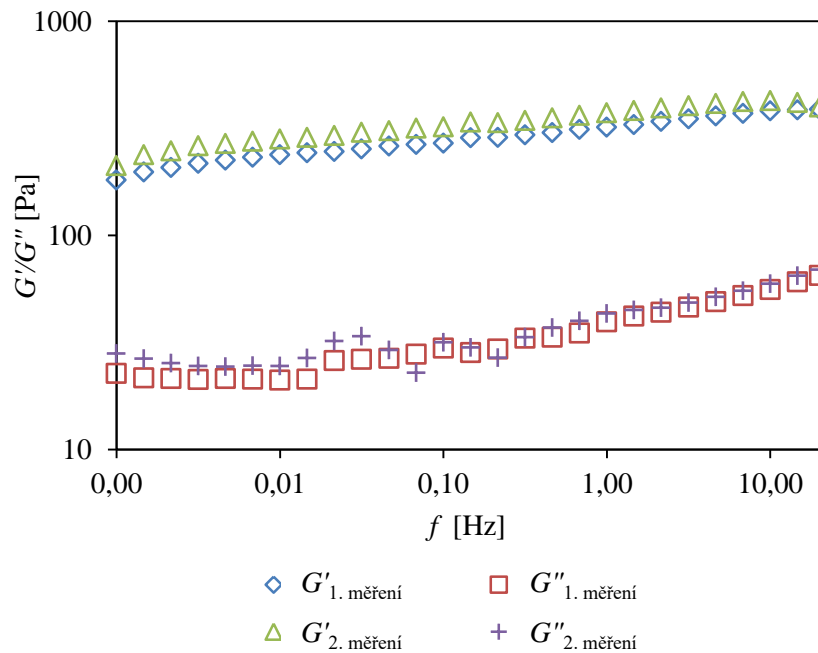 1000
100
10
G'/G" [Pa]
0,00 0,01 0,10 1,00 10,00
f [Hz]
G'1. měření G"1. měření
G'2. měření G"2. měření